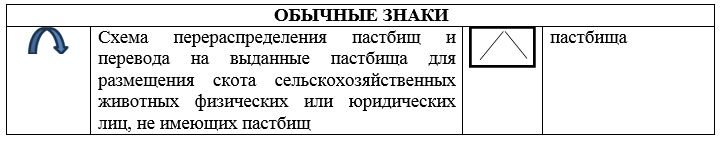 ОБЫЧНЫЕ ЗНАКИ
Схема перераспределения пастбищ и
перевода на выданные пастбища для
размещения скота сельскохозяйственных
животных физических или юридических
лиц, не имеющих пастбищ
пастбища